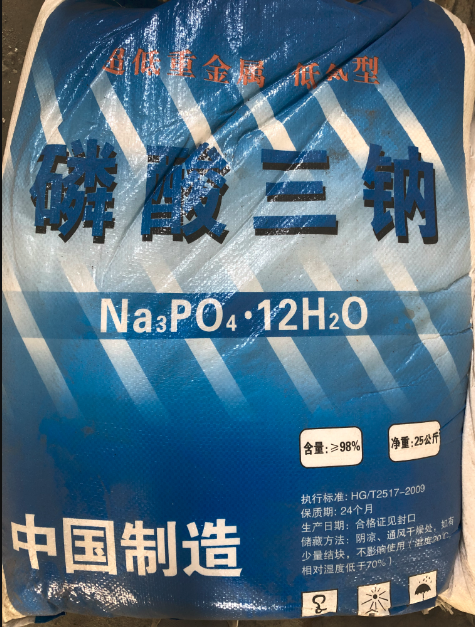 超低重金属 低氯型
磷酸三钠
Na₃PO₄·12H₂O
含量:≥98%
净重:25公斤
执行标准: HG/T2517-2009
保质期: 24个月
生产日期: 合格证见封口
储藏方法: 阴凉、通风干燥处,如有
少量结块,不影响使用(温度20℃
相对湿度低于70%)
中国制造